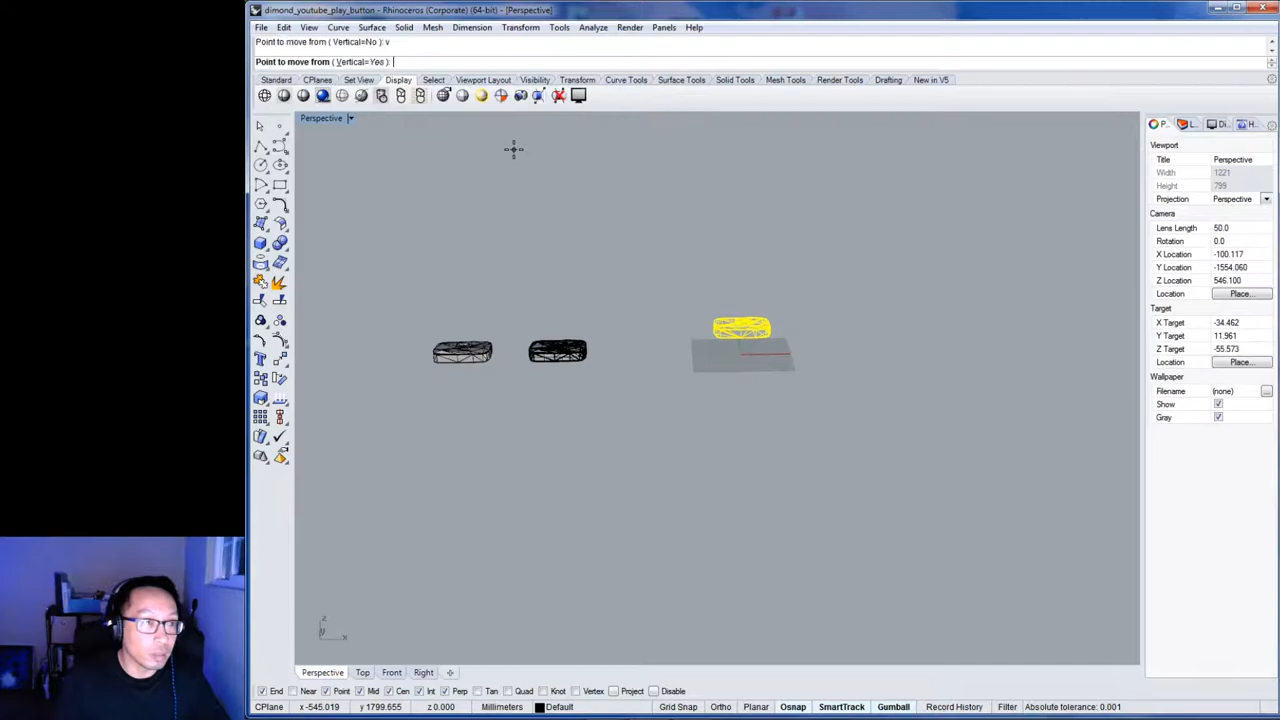 dimond_youtube_play_button - Rhinoceros (Corporate) (64-bit) - [Perspective]
File Edit View Curve Surface Solid Mesh Dimension Transform Tools Analyze Render Panels Help
Point to move from ( Vertical=No ): v
Point to move from ( Vertical=Yes ):
Standard CPlanes Set View Display Select Viewport Layout Visibility Transform Curve Tools Surface Tools Solid Tools Mesh Tools Render Tools Drafting New in V5
Perspective
P... L... Di... H...
Viewport
Title Perspective
Width 1221
Height 799
Projection Perspective
Camera
Lens Length 50.0
Rotation 0.0
X Location -100.117
Y Location -1554.060
Z Location 546.100
Location Place...
Target
X Target -34.462
Y Target 11.961
Z Target -55.573
Location Place...
Wallpaper
Filename (none) ...
Show
Gray
z
y
x
Perspective Top Front Right
End Near Point Mid Cen Int Perp Tan Quad Knot Vertex Project Disable
CPlane x -545.019 y 1799.655 z 0.000 Millimeters Default Grid Snap Ortho Planar Osnap SmartTrack Gumball Record History Filter Absolute tolerance: 0.001